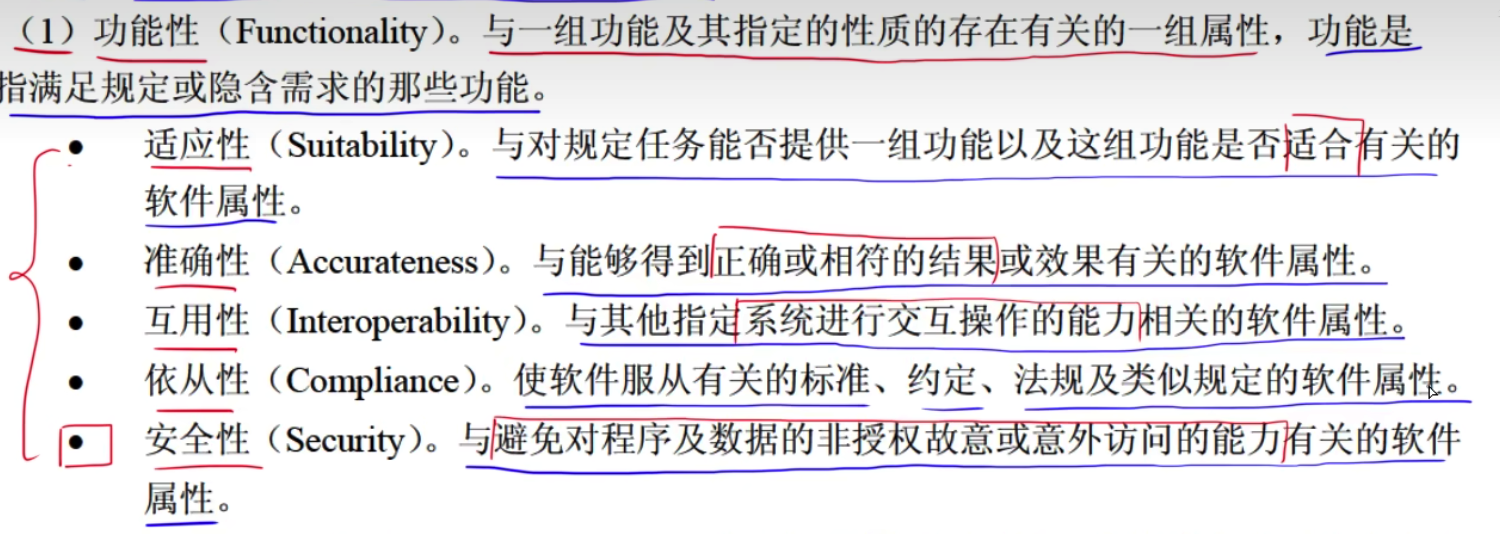 （1）功能性（Functionality）。与一组功能及其指定的性质的存在有关的一组属性，功能是
指满足规定或隐含需求的那些功能。
● 适应性（Suitability）。与对规定任务能否提供一组功能以及这组功能是否适合有关的
软件属性。
● 准确性（Accurateness）。与能够得到正确或相符的结果或效果有关的软件属性。
● 互用性（Interoperability）。与其他指定系统进行交互操作的能力相关的软件属性。
● 依从性（Compliance）。使软件服从有关的标准、约定、法规及类似规定的软件属性。
● 安全性（Security）。与避免对程序及数据的非授权故意或意外访问的能力有关的软件
属性。